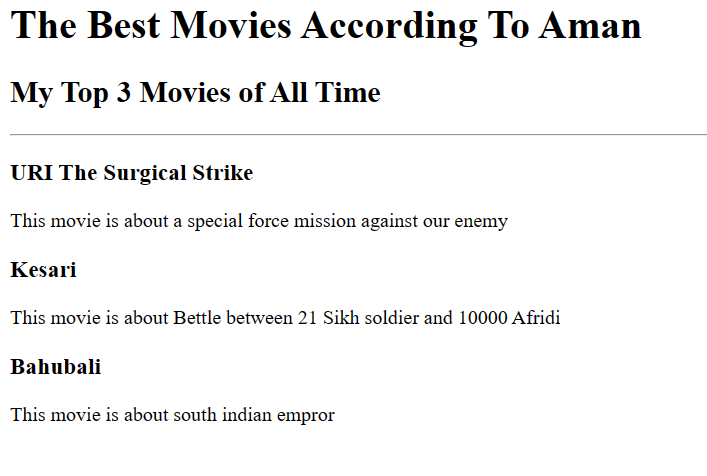 The Best Movies According To Aman
My Top 3 Movies of All Time
URI The Surgical Strike
This movie is about a special force mission against our enemy
Kesari
This movie is about Bettle between 21 Sikh soldier and 10000 Afridi
Bahubali
This movie is about south indian empror